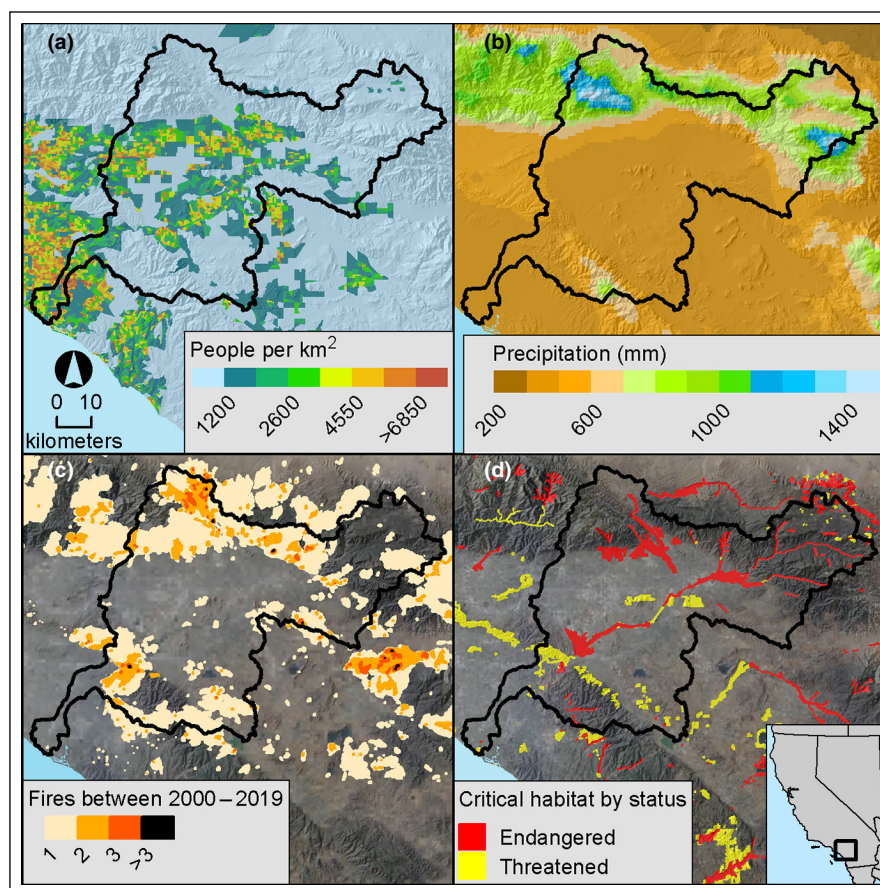 (a)
People per km²
1200 2600 4550 >6850
0 10
kilometers
(b)
Precipitation (mm)
200 600 1000 1400
(c)
Fires between 2000–2019
1 2 3 >3
(d)
Critical habitat by status
Endangered
Threatened